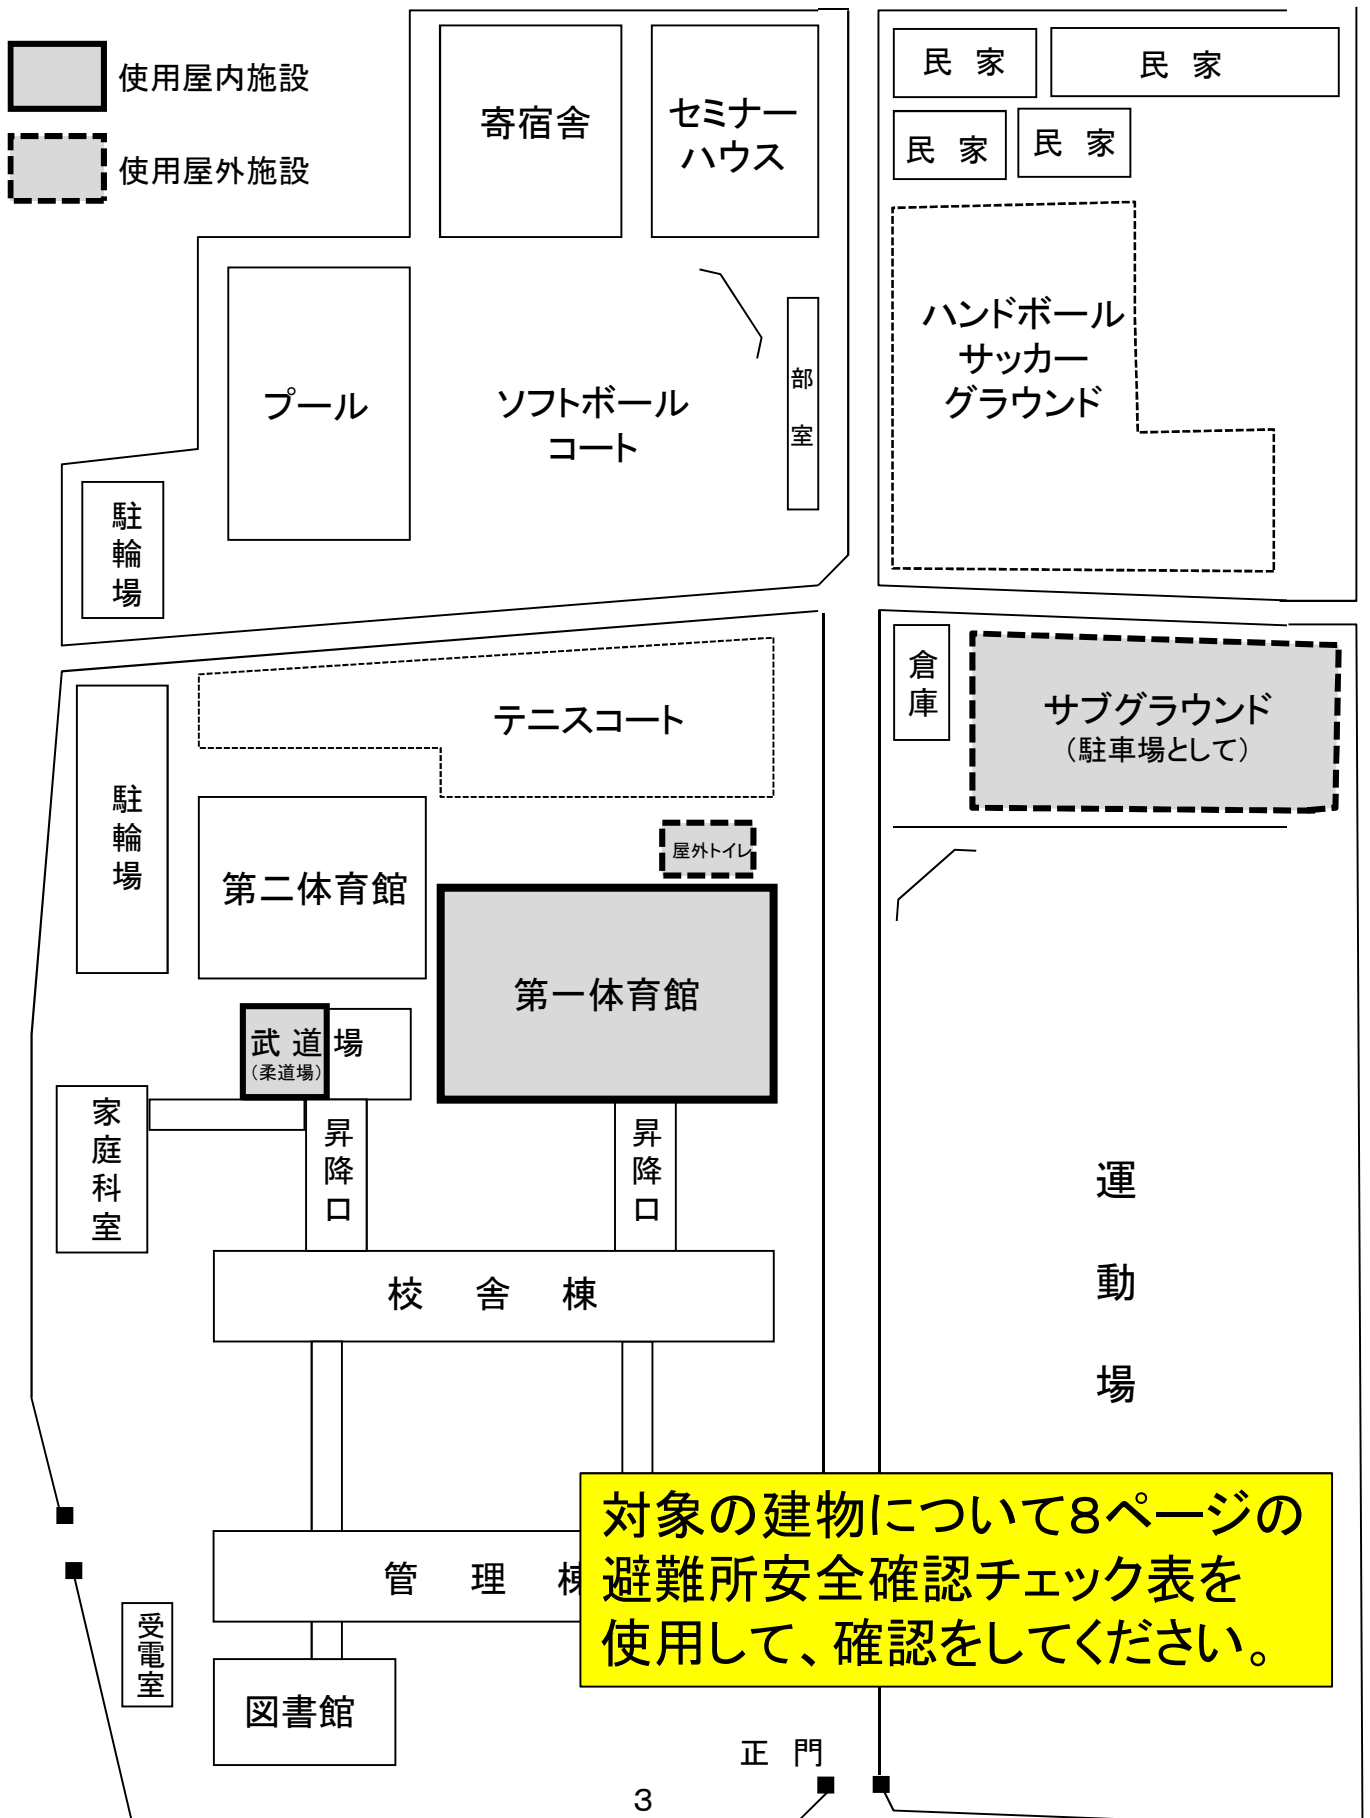 使用屋内施設
使用屋外施設
寄宿舎
セミナー
ハウス
民 家
民 家
民 家
民 家
プール
ソフトボール
コート
部室
ハンドボール
サッカー
グラウンド
駐輪場
倉庫
サブグラウンド
（駐車場として）
テニスコート
駐輪場
屋外トイレ
第二体育館
第一体育館
武 道 場
（柔道場）
家庭科室
昇降口
昇降口
校 舎 棟
運動場
管 理 棟
対象の建物について８ページの
避難所安全確認チェック表を
使用して、確認をしてください。
受電室
図書館
正 門
3